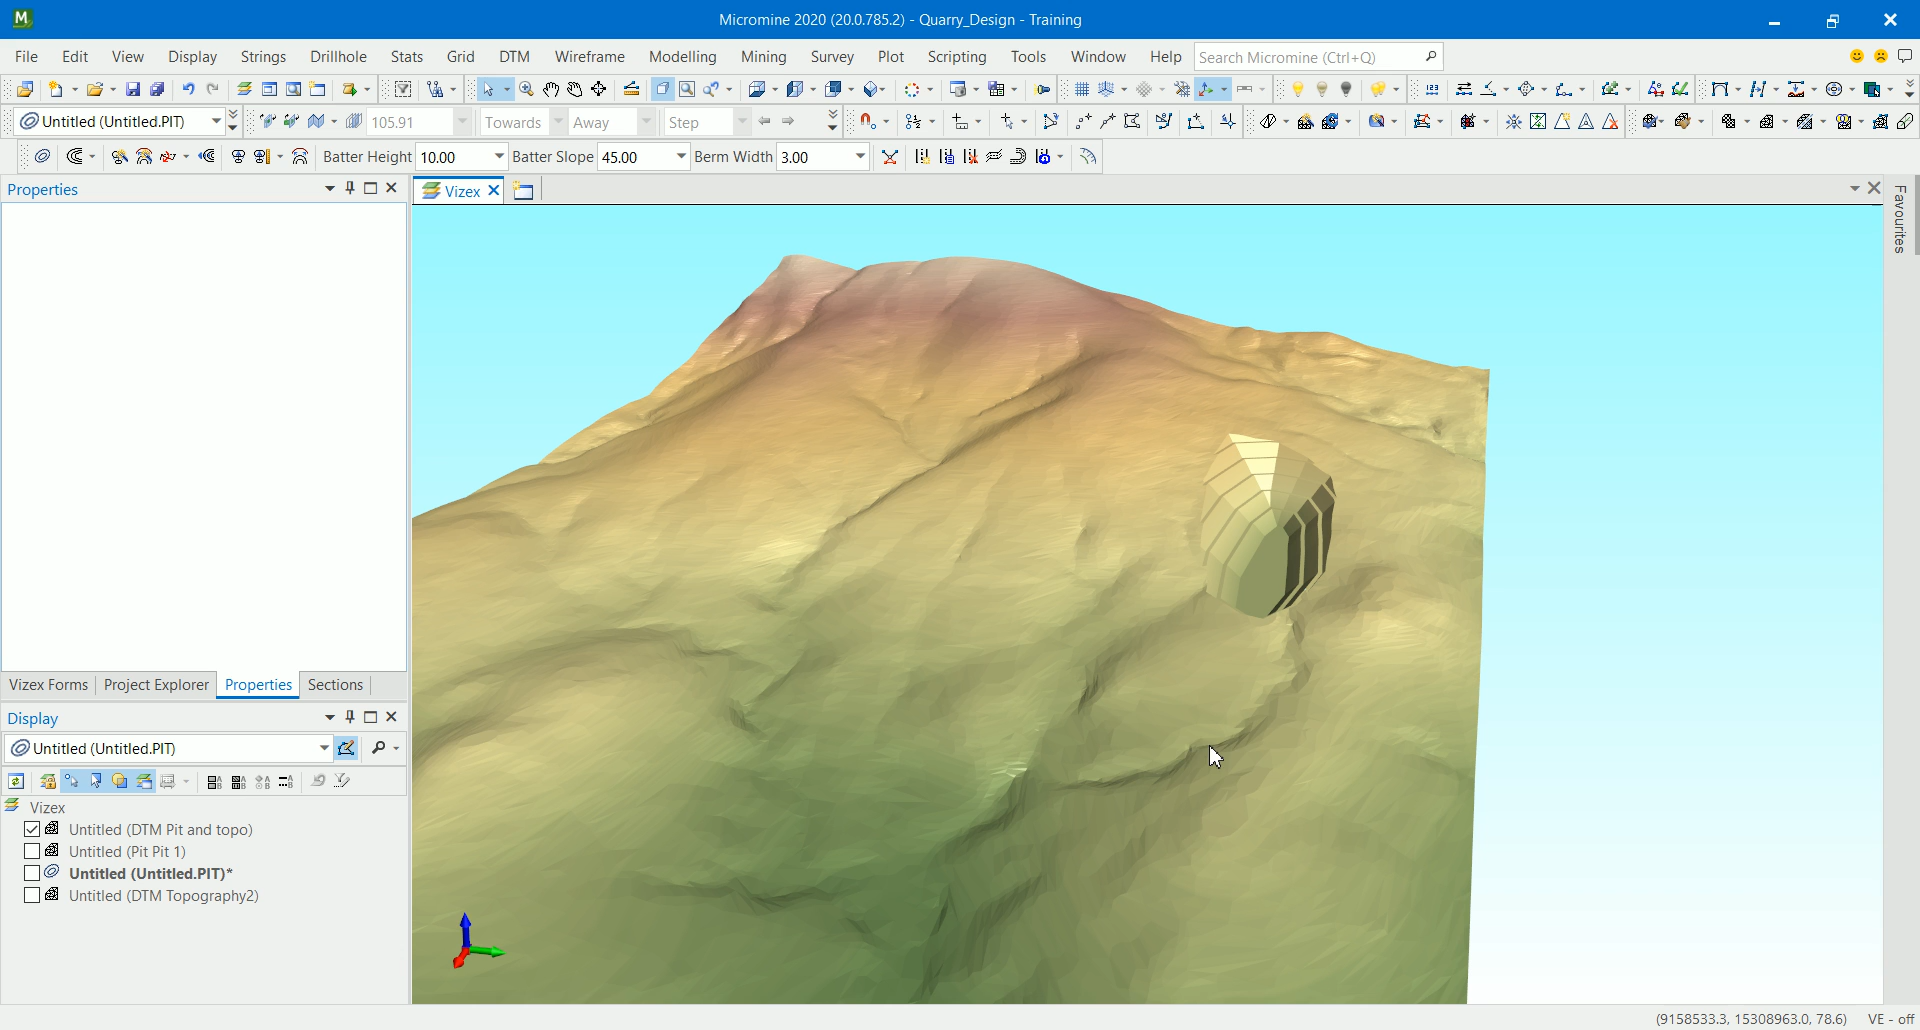 M
Micromine 2020 (20.0.785.2) - Quarry_Design - Training
File Edit View Display Strings Drillhole Stats Grid DTM Wireframe Modelling Mining Survey Plot Scripting Tools Window Help Search Micromine (Ctrl+Q)
Untitled (Untitled.PIT) 105.91 Towards Away Step
Batter Height 10.00 Batter Slope 45.00 Berm Width 3.00
Properties
Vizex
Favourites
Vizex Forms Project Explorer Properties Sections
Display
Untitled (Untitled.PIT)
Vizex
Untitled (DTM Pit and topo)
Untitled (Pit Pit 1)
Untitled (Untitled.PIT)*
Untitled (DTM Topography2)
(9158533.3, 15308963.0, 78.6) VE - off